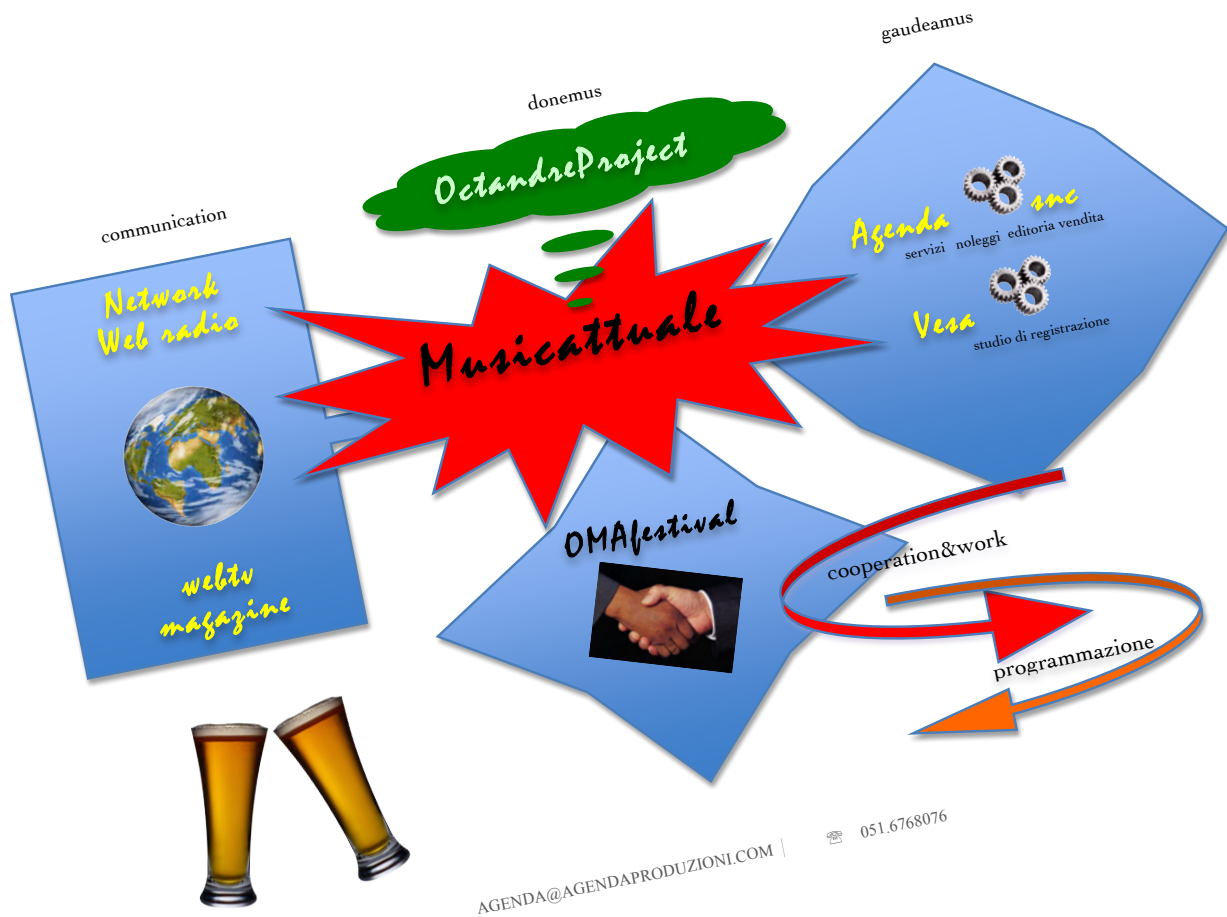 gaudeamus
donemus
OctandreProject
communication
Agenda snc
servizi noleggi editoria vendita
Vesa
studio di registrazione
Network
Web radio
Musicattuale
OMAfestival
cooperation&work
webtv
magazine
programmazione
AGENDA@AGENDAPRODUZIONI.COM | ☏ 051.6768076